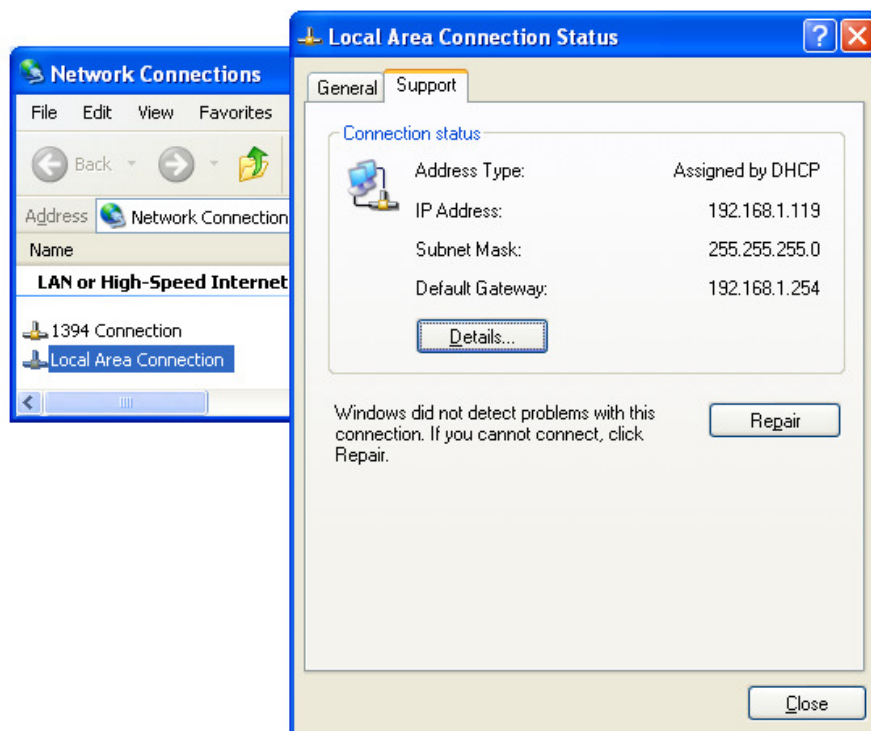 Network Connections
File Edit View Favorites
Back
Address Network Connection
Name
LAN or High-Speed Internet
1394 Connection
Local Area Connection
Local Area Connection Status
General Support
Connection status
Address Type: Assigned by DHCP
IP Address: 192.168.1.119
Subnet Mask: 255.255.255.0
Default Gateway: 192.168.1.254
Details...
Windows did not detect problems with this
connection. If you cannot connect, click
Repair.
Repair
Close